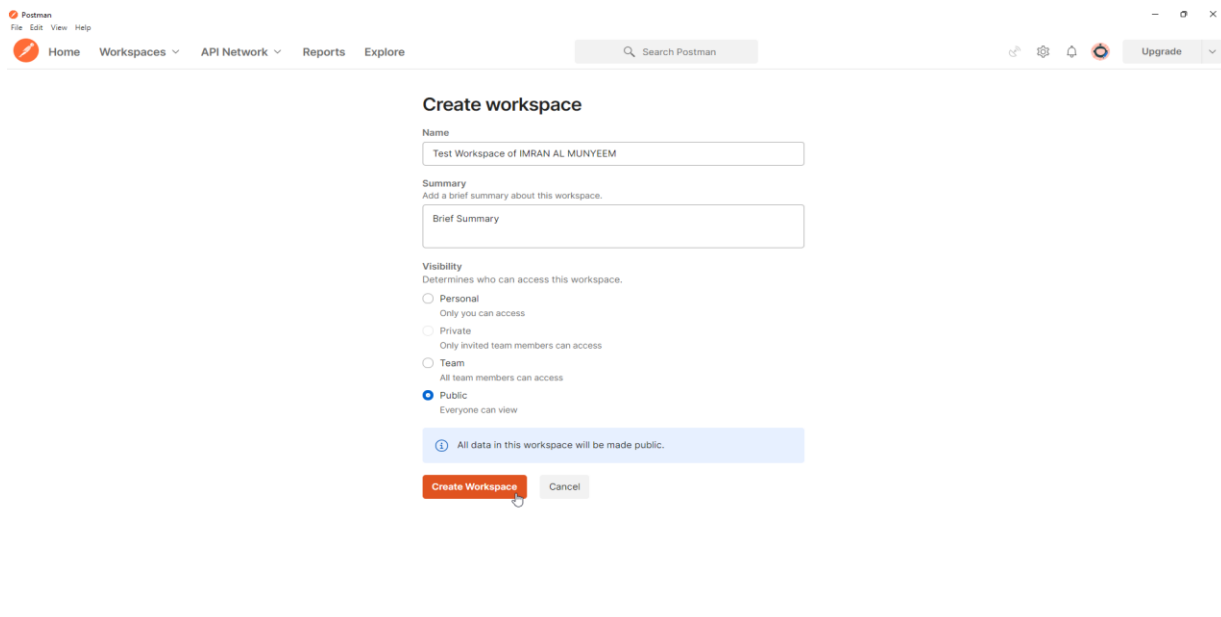 Postman
File Edit View Help
Home Workspaces API Network Reports Explore Search Postman Upgrade
Create workspace
Name
Test Workspace of IMRAN AL MUNYEEM
Summary
Add a brief summary about this workspace.
Brief Summary
Visibility
Determines who can access this workspace.
Personal
Only you can access
Private
Only invited team members can access
Team
All team members can access
Public
Everyone can view
All data in this workspace will be made public.
Create Workspace Cancel